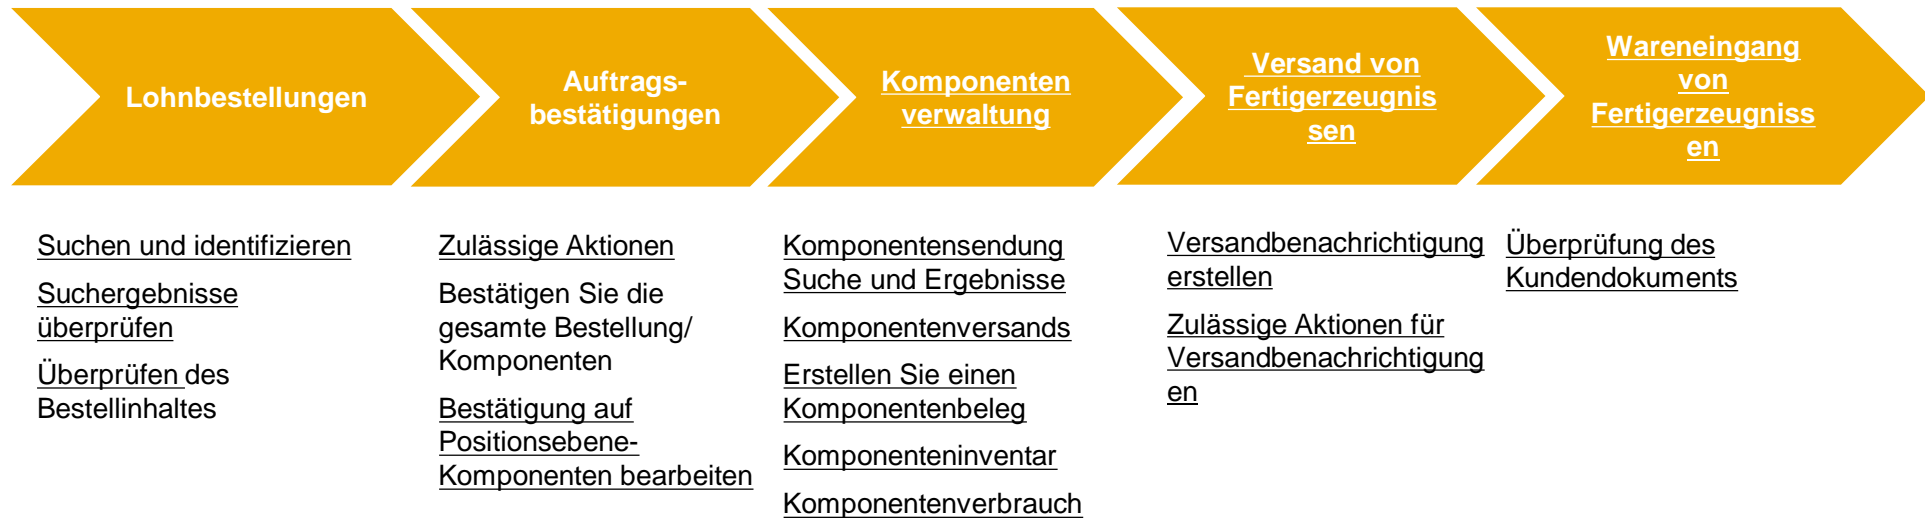 Lohnbestellungen
Auftrags-
bestätigungen
Komponenten
verwaltung
Versand von
Fertigerzeugnis
sen
Wareneingang
von
Fertigerzeugniss
en
Suchen und identifizieren
Suchergebnisse
überprüfen
Überprüfen des
Bestellinhaltes
Zulässige Aktionen
Bestätigen Sie die
gesamte Bestellung/
Komponenten
Bestätigung auf
Positionsebene-
Komponenten bearbeiten
Komponentensendung
Suche und Ergebnisse
Komponentenversands
Erstellen Sie einen
Komponentenbeleg
Komponenteninventar
Komponentenverbrauch
Versandbenachrichtigung
erstellen
Zulässige Aktionen für
Versandbenachrichtigung
en
Überprüfung des
Kundendokuments